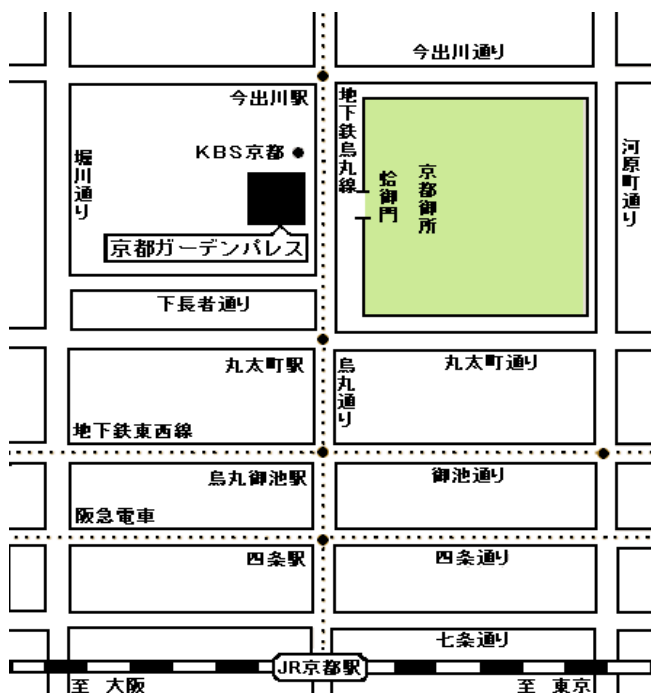 今出川通り
今出川駅
地下鉄烏丸線
KBS京都
堀川通り
蛤御門
京都御所
河原町通り
京都ガーデンパレス
下長者通り
丸太町駅
烏丸通り
丸太町通り
地下鉄東西線
烏丸御池駅
御池通り
阪急電車
四条駅
四条通り
七条通り
JR京都駅
至 大阪
至 東京